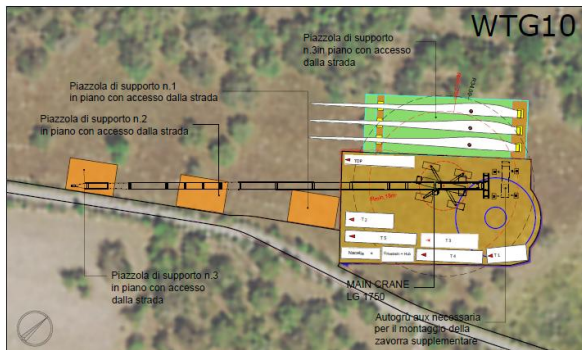 WTG10
Piazzola di supporto
n.3in piano con accesso
dalla strada
Piazzola di supporto n.1
in piano con accesso dalla strada
Piazzola di supporto n.2
in piano con accesso dalla strada
T2
T5
T3
T4
T1
Piazzola di supporto n.3
in piano con accesso
dalla strada
MAIN CRANE
LG 1750
Autogrù aux necessaria
per il montaggio della
zavorra supplementare